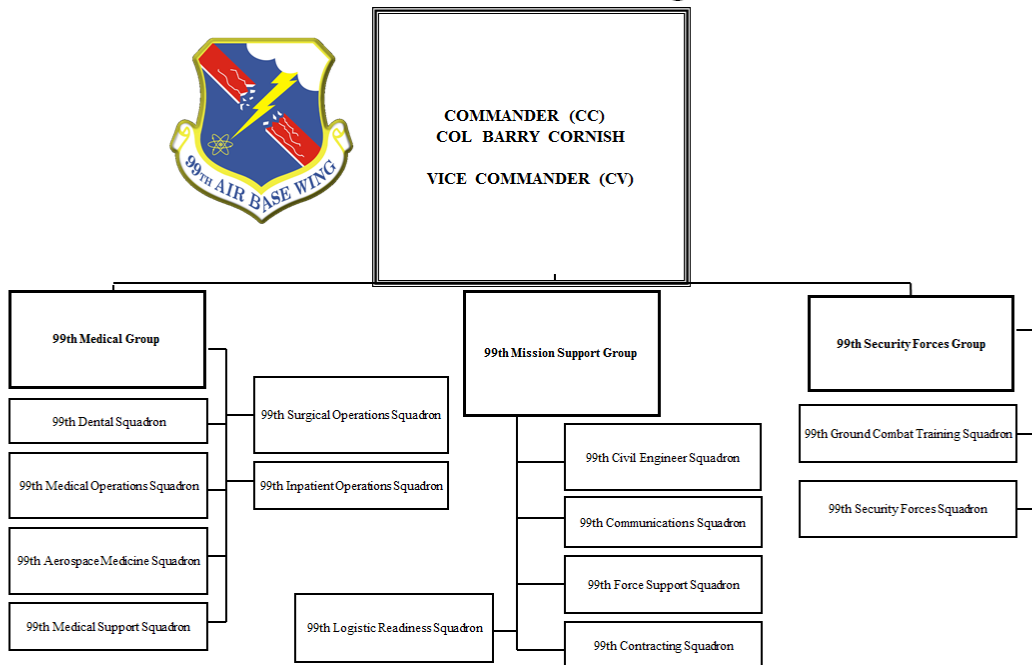 99TH AIR BASE WING
COMMANDER (CC)
COL BARRY CORNISH
VICE COMMANDER (CV)
99th Medical Group
99th Mission Support Group
99th Security Forces Group
99th Dental Squadron
99th Surgical Operations Squadron
99th Ground Combat Training Squadron
99th Medical Operations Squadron
99th Inpatient Operations Squadron
99th Civil Engineer Squadron
99th Security Forces Squadron
99th Communications Squadron
99th Aerospace Medicine Squadron
99th Force Support Squadron
99th Medical Support Squadron
99th Logistic Readiness Squadron
99th Contracting Squadron